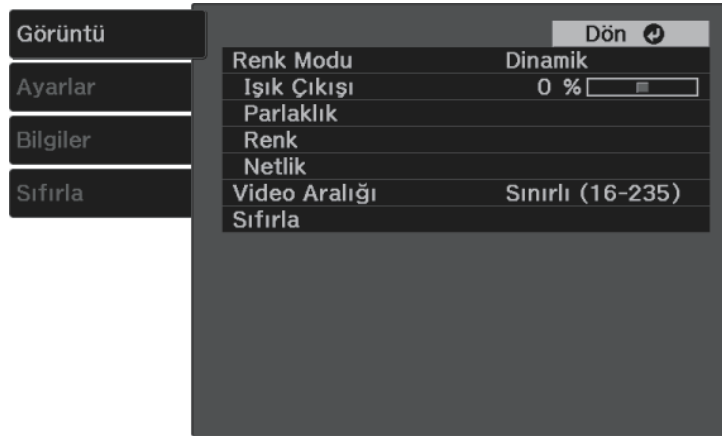 Görüntü
Ayarlar
Bilgiler
Sıfırla
Dön
Renk Modu Dinamik
Işık Çıkışı 0 %
Parlaklık
Renk
Netlik
Video Aralığı Sınırlı (16-235)
Sıfırla